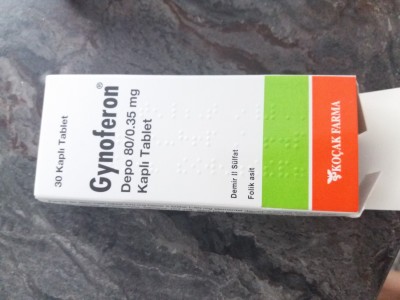 30 Kaplı Tablet
Gynoferon®
Depo 80/0.35 mg
Kaplı Tablet
Demir II Sülfat
Folik asit
KOÇAK FARMA